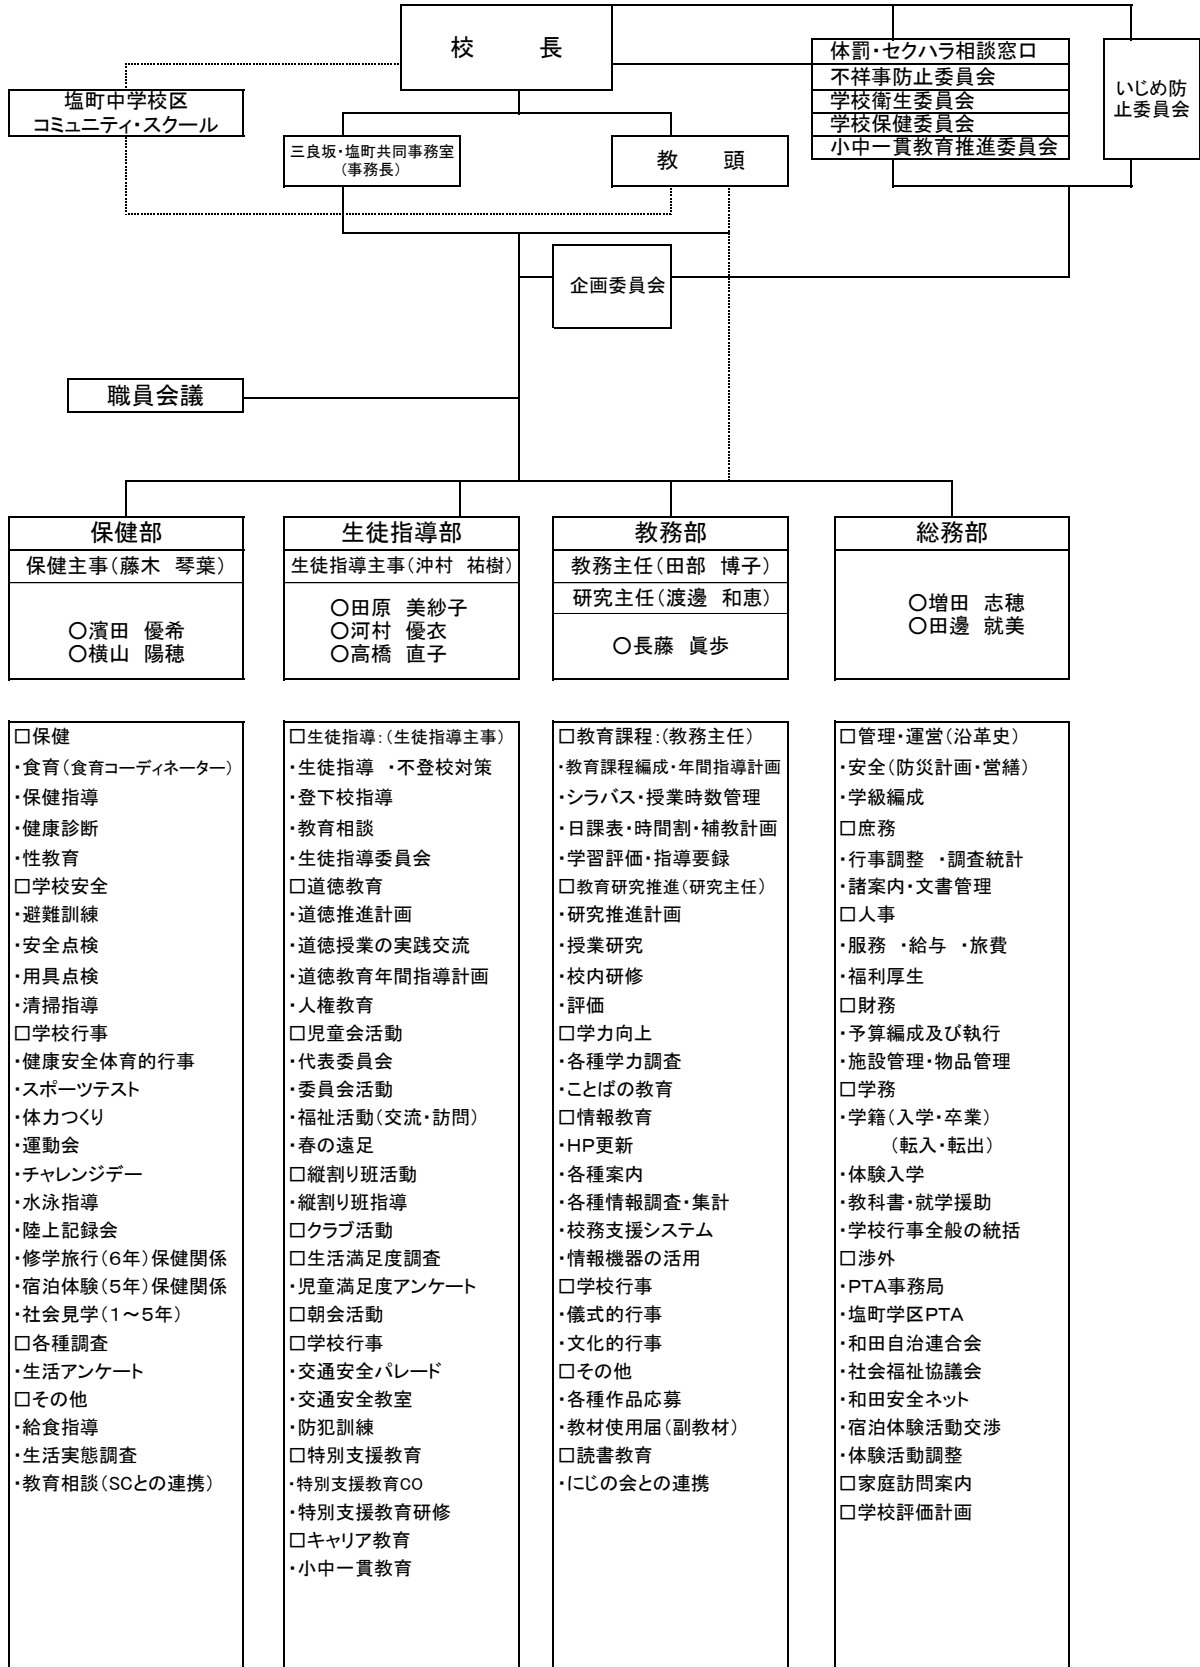 校　　長
体罰・セクハラ相談窓口
不祥事防止委員会
学校衛生委員会
学校保健委員会
小中一貫教育推進委員会
いじめ防
止委員会
塩町中学校区
コミュニティ・スクール
三良坂・塩町共同事務室
(事務長)
教　　頭
企画委員会
職員会議
保健部
保健主事(藤木　琴葉)
○濱田　優希
○横山　陽穂
生徒指導部
生徒指導主事(沖村　祐樹)
○田原　美紗子
○河村　優衣
○高橋　直子
教務部
教務主任(田部　博子)
研究主任(渡邊　和恵)
○長藤　眞歩
総務部
○増田　志穂
○田邊　就美
□保健
・食育(食育コーディネーター)
・保健指導
・健康診断
・性教育
□学校安全
・避難訓練
・安全点検
・用具点検
・清掃指導
□学校行事
・健康安全体育的行事
・スポーツテスト
・体力つくり
・運動会
・チャレンジデー
・水泳指導
・陸上記録会
・修学旅行(6年)保健関係
・宿泊体験(5年)保健関係
・社会見学(1～5年)
□各種調査
・生活アンケート
□その他
・給食指導
・生活実態調査
・教育相談(SCとの連携)
□生徒指導:(生徒指導主事)
・生徒指導　・不登校対策
・登下校指導
・教育相談
・生徒指導委員会
□道徳教育
・道徳推進計画
・道徳授業の実践交流
・道徳教育年間指導計画
・人権教育
□児童会活動
・代表委員会
・委員会活動
・福祉活動(交流・訪問)
・春の遠足
□縦割り班活動
・縦割り班指導
□クラブ活動
□生活満足度調査
・児童満足度アンケート
□朝会活動
□学校行事
・交通安全パレード
・交通安全教室
・防犯訓練
□特別支援教育
・特別支援教育CO
・特別支援教育研修
□キャリア教育
・小中一貫教育
□教育課程:(教務主任)
・教育課程編成・年間指導計画
・シラバス・授業時数管理
・日課表・時間割・補教計画
・学習評価・指導要録
□教育研究推進(研究主任)
・研究推進計画
・授業研究
・校内研修
・評価
□学力向上
・各種学力調査
・ことばの教育
□情報教育
・HP更新
・各種案内
・各種情報調査・集計
・校務支援システム
・情報機器の活用
□学校行事
・儀式的行事
・文化的行事
□その他
・各種作品応募
・教材使用届(副教材)
□読書教育
・にじの会との連携
□管理・運営(沿革史)
・安全(防災計画・営繕)
・学級編成
□庶務
・行事調整　・調査統計
・諸案内・文書管理
□人事
・服務　・給与　・旅費
・福利厚生
□財務
・予算編成及び執行
・施設管理・物品管理
□学務
・学籍(入学・卒業)
(転入・転出)
・体験入学
・教科書・就学援助
・学校行事全般の統括
□渉外
・PTA事務局
・塩町学区PTA
・和田自治連合会
・社会福祉協議会
・和田安全ネット
・宿泊体験活動交渉
・体験活動調整
□家庭訪問案内
□学校評価計画